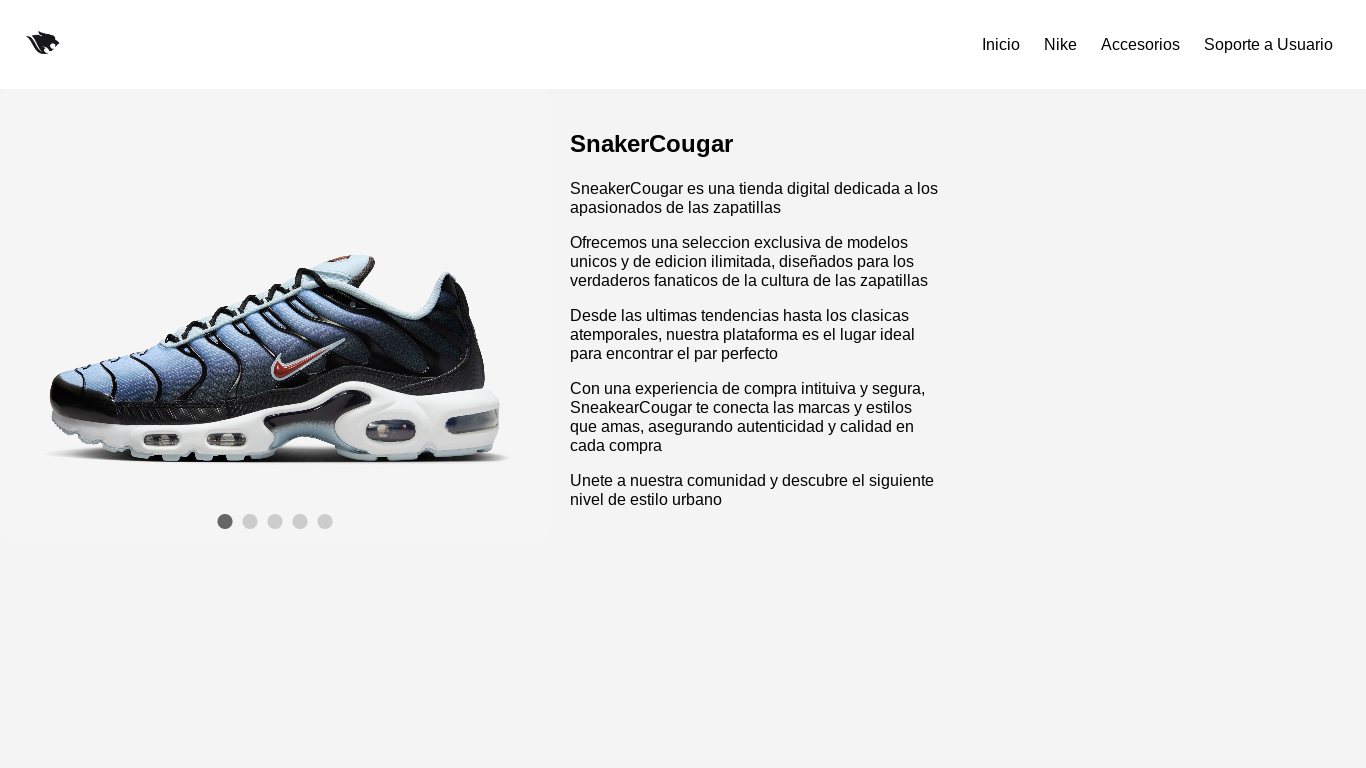 Inicio Nike Accesorios Soporte a Usuario
SnakerCougar
SneakerCougar es una tienda digital dedicada a los
apasionados de las zapatillas
Ofrecemos una seleccion exclusiva de modelos
unicos y de edicion ilimitada, diseñados para los
verdaderos fanaticos de la cultura de las zapatillas
Desde las ultimas tendencias hasta los clasicas
atemporales, nuestra plataforma es el lugar ideal
para encontrar el par perfecto
Con una experiencia de compra intituiva y segura,
SneakearCougar te conecta las marcas y estilos
que amas, asegurando autenticidad y calidad en
cada compra
Unete a nuestra comunidad y descubre el siguiente
nivel de estilo urbano